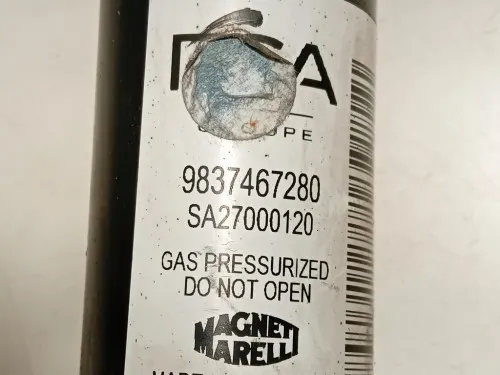 9837467280
SA27000120
GAS PRESSURIZED
DO NOT OPEN
MAGNETI
MARELLI